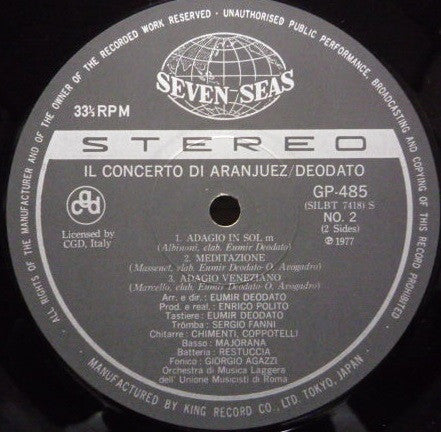 ALL RIGHTS OF THE MANUFACTURER AND OF THE OWNER OF THE RECORDED WORK RESERVED - UNAUTHORISED PUBLIC PERFORMANCE, BROADCASTING AND COPYING OF THIS RECORD PROHIBITED
SEVEN-SEAS
33⅓ RPM
STEREO
IL CONCERTO DI ARANJUEZ/DEODATO
cgd
Licensed by
CGD, Italy
GP-485
(SILBT 7418) S
NO. 2
(2 Sides)
℗ 1977
1. ADAGIO IN SOL m
(Albinoni, elab. Eumir Deodato)
2. MEDITAZIONE
(Massenet, elab. Eumir Deodato-O. Avogadro)
3. ADAGIO VENEZIANO
(Marcello, elab. Eumir Deodato-O. Avogadro)
Arr. e dir.: EUMIR DEODATO
Prod. e real.: ENRICO POLITO
Tastiere: EUMIR DEODATO
Tromba: SERGIO FANNI
Chitarre: CHIMENTI, COPPOTELLI
Basso: MAJORANA
Batteria: RESTUCCIA
Fonico: GIORGIO AGAZZI
Orchestra di Musica Laggera
dell' Unione Musicisti di Roma
MANUFACTURED BY KING RECORD CO., LTD. TOKYO, JAPAN